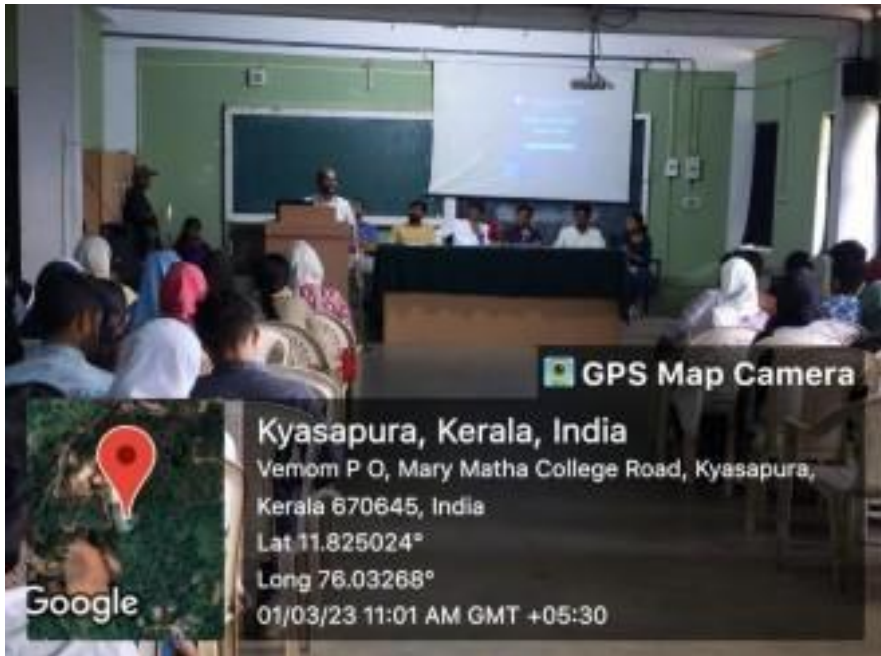 GPS Map Camera
Kyasapura, Kerala, India
Vemom P O, Mary Matha College Road, Kyasapura,
Kerala 670645, India
Lat 11.825024°
Long 76.03268°
01/03/23 11:01 AM GMT +05:30
Google